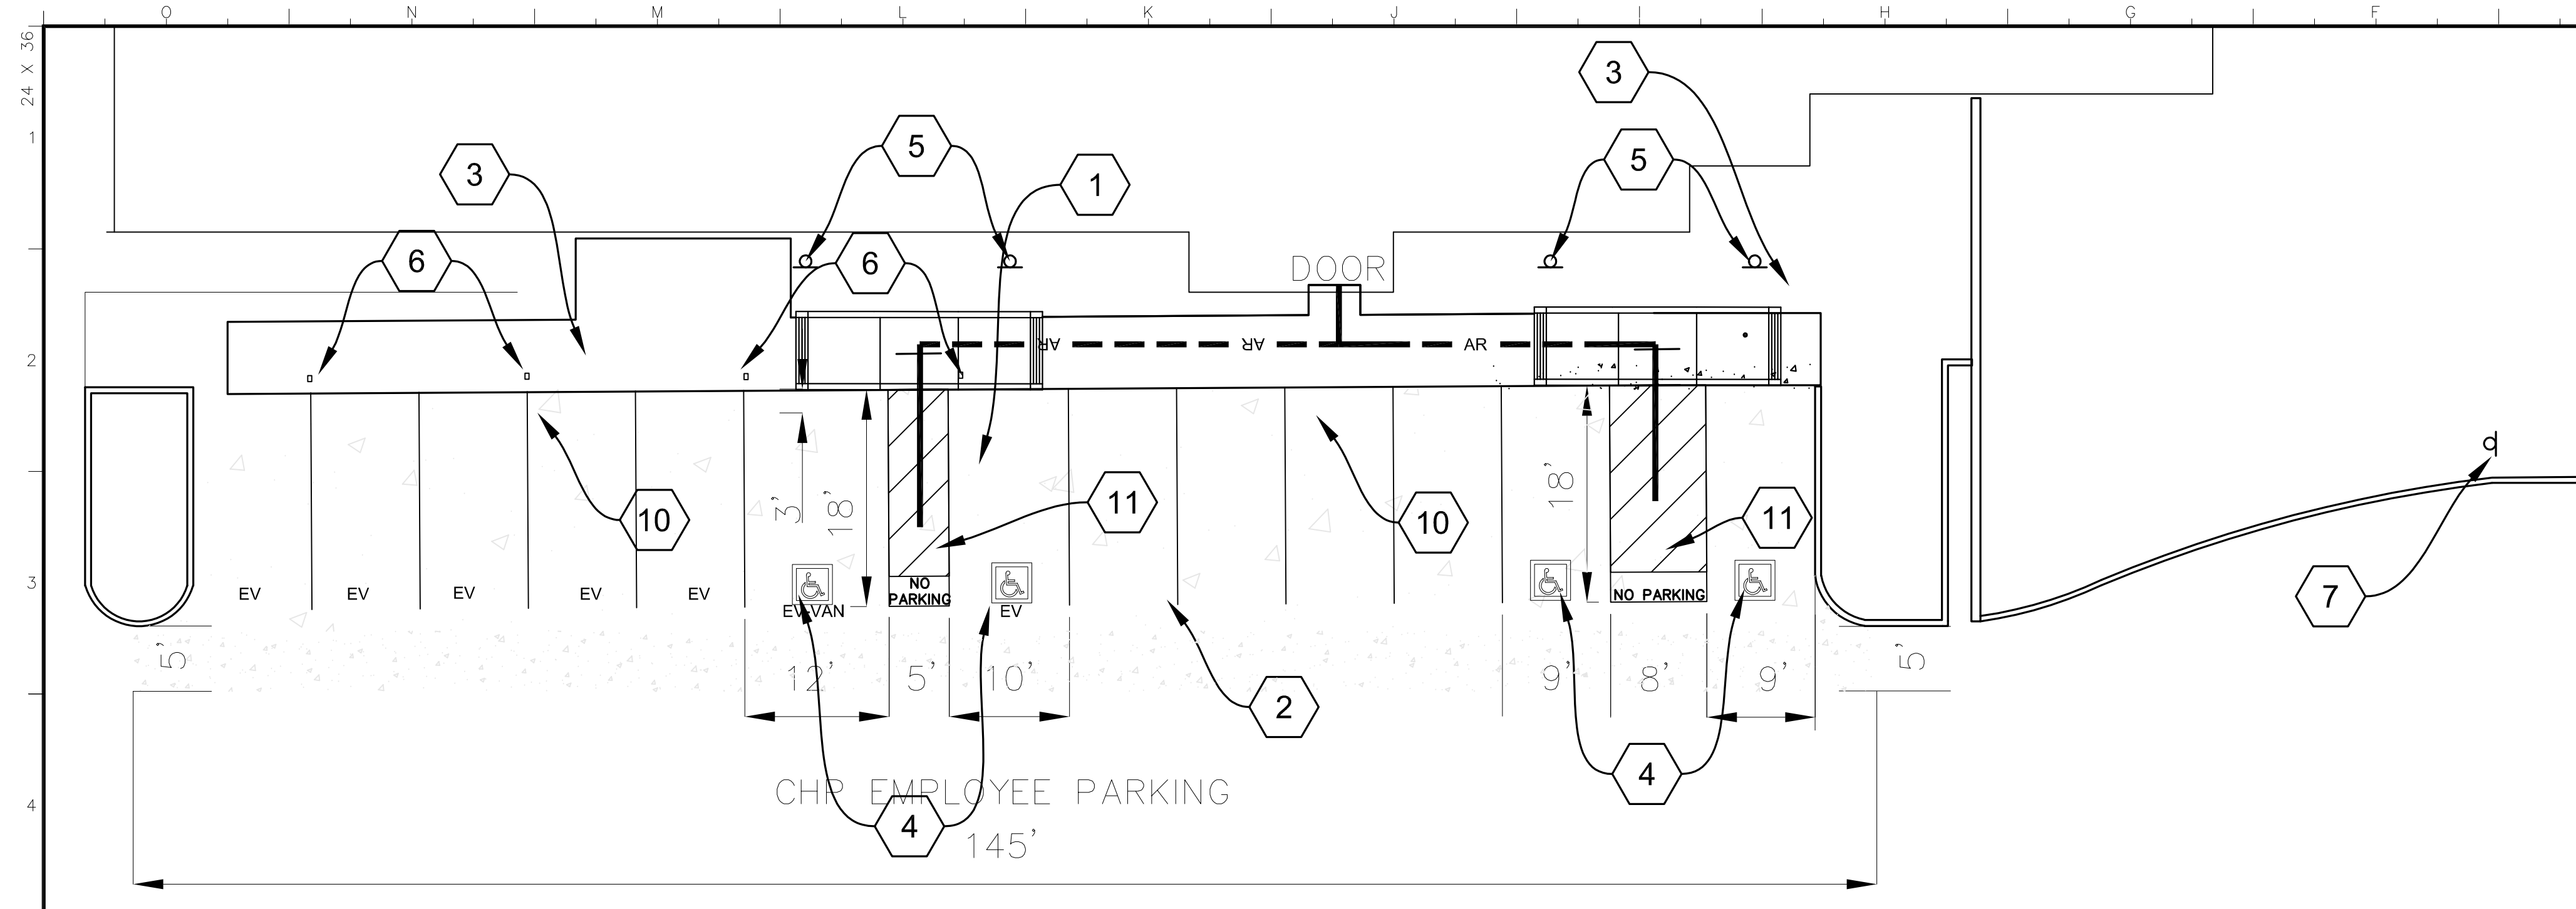 O N M L K J I H G F
24 X 36
3
5
5
1
1
3
6
6
DOOR
AR AR AR
2
3' 18' 18'
11
11
10
10
EV EV EV EV EV
NO
PARKING
NO PARKING
3
EV-VAN EV
7
5' 12' 5' 10' 9' 8' 9' 5'
2
4
CHP EMPLOYEE PARKING
4
4
145'
d